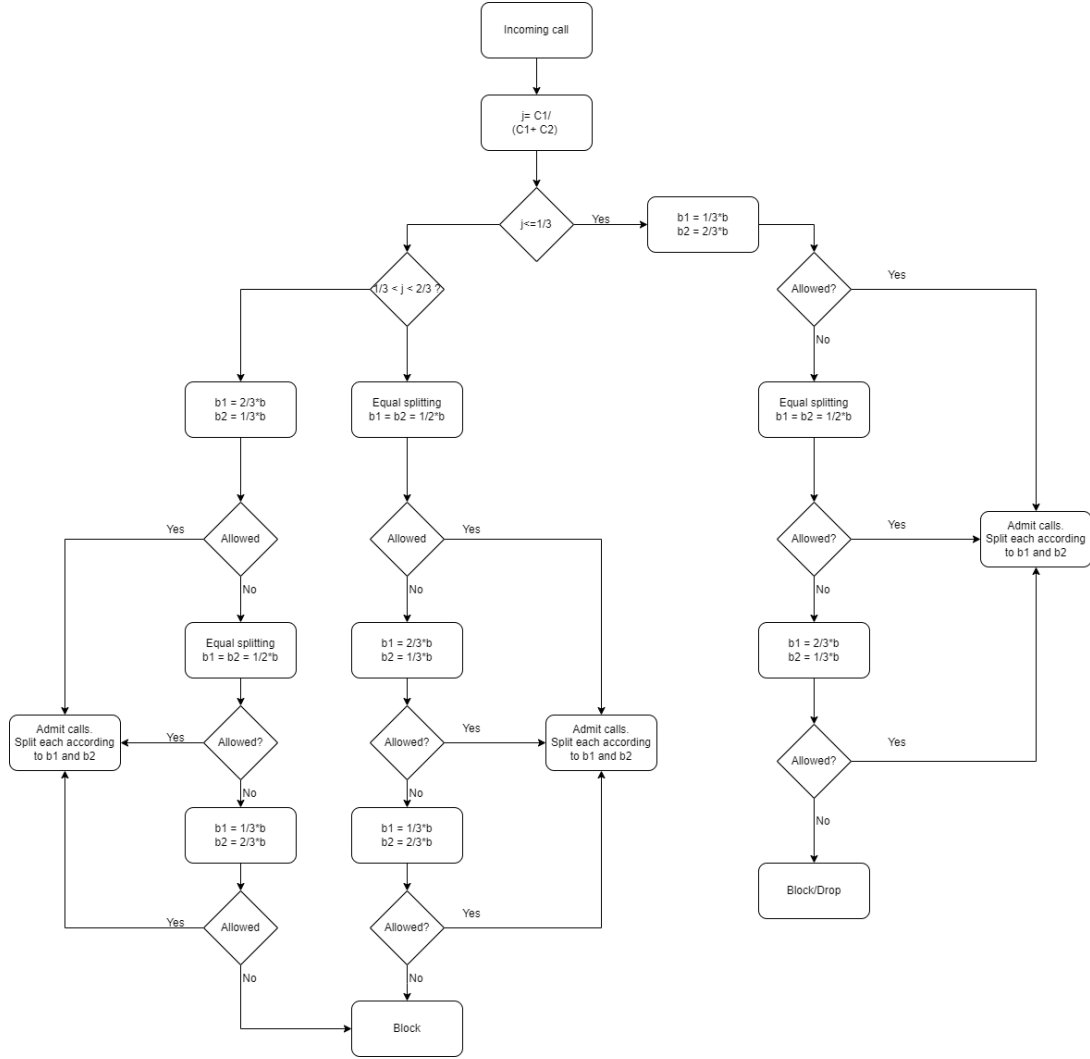 Incoming call
j= C1/
(C1+ C2)
j<=1/3
Yes
b1 = 1/3*b
b2 = 2/3*b
1/3 < j < 2/3 ?
Allowed?
Yes
No
b1 = 2/3*b
b2 = 1/3*b
Equal splitting
b1 = b2 = 1/2*b
Equal splitting
b1 = b2 = 1/2*b
Yes
Allowed
No
Allowed
Yes
No
Allowed?
Yes
No
Admit calls.
Split each according
to b1 and b2
Equal splitting
b1 = b2 = 1/2*b
b1 = 2/3*b
b2 = 1/3*b
b1 = 2/3*b
b2 = 1/3*b
Admit calls.
Split each according
to b1 and b2
Yes
Allowed?
No
Allowed?
Yes
No
Admit calls.
Split each according
to b1 and b2
Allowed?
Yes
No
b1 = 1/3*b
b2 = 2/3*b
b1 = 1/3*b
b2 = 2/3*b
Block/Drop
Yes
Allowed
No
Allowed?
Yes
No
Block